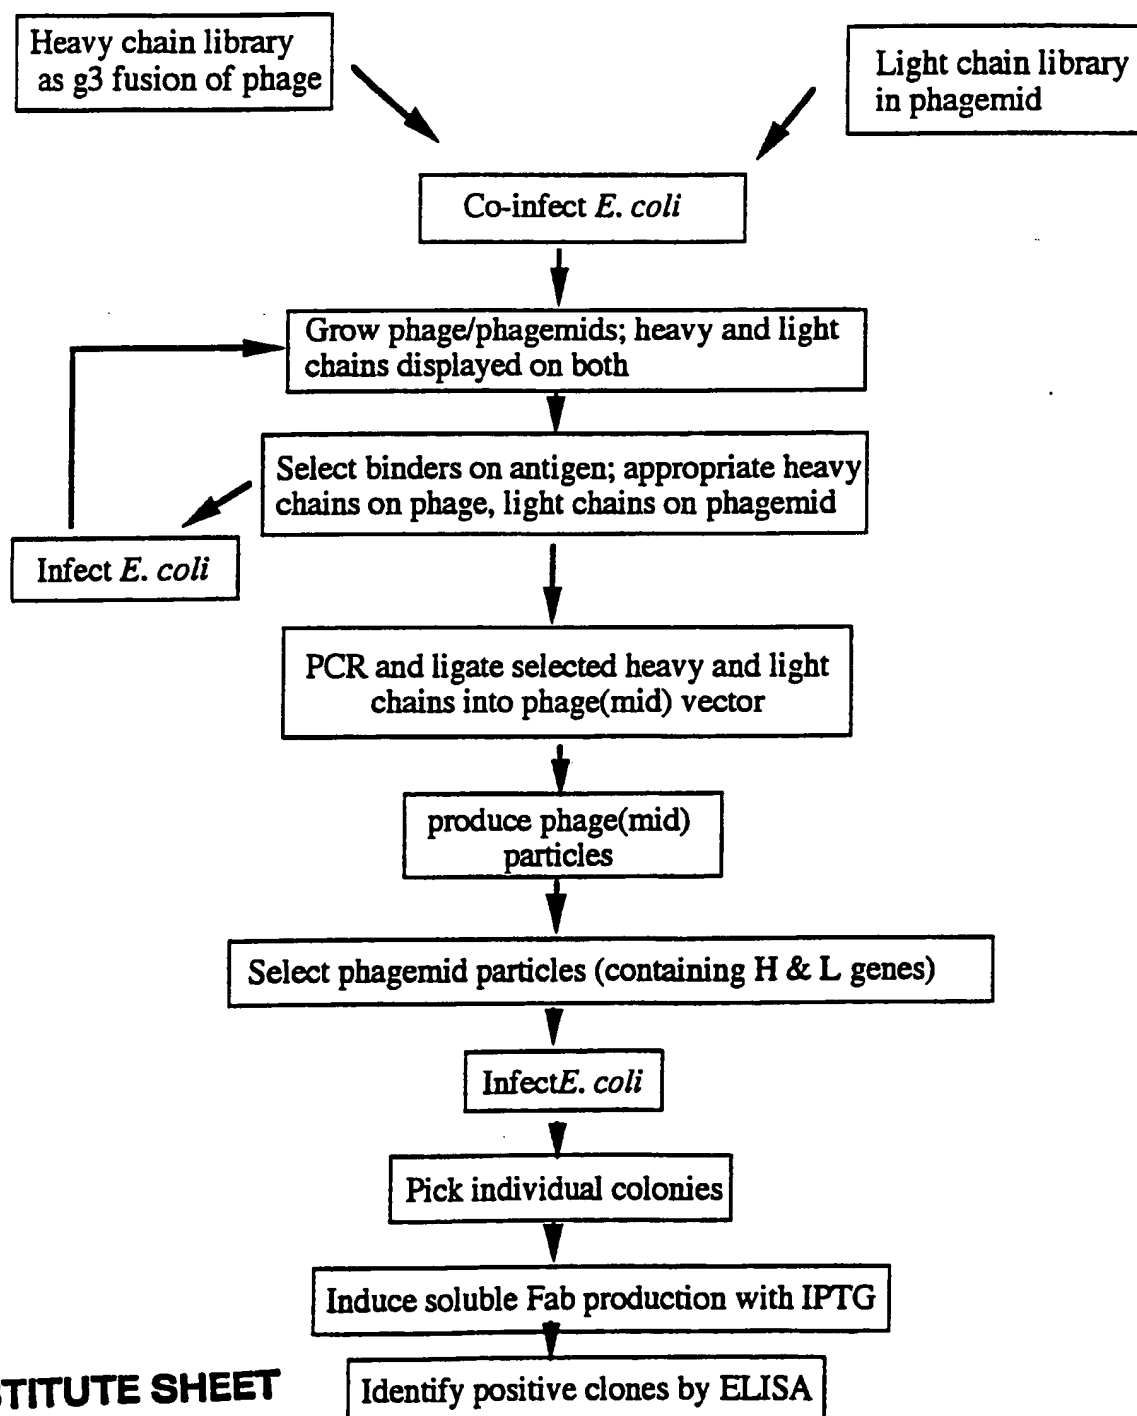 Heavy chain library
as g3 fusion of phage
Light chain library
in phagemid
Co-infect E. coli
Grow phage/phagemids; heavy and light
chains displayed on both
Select binders on antigen; appropriate heavy
chains on phage, light chains on phagemid
Infect E. coli
PCR and ligate selected heavy and light
chains into phage(mid) vector
produce phage(mid)
particles
Select phagemid particles (containing H & L genes)
InfectE. coli
Pick individual colonies
Induce soluble Fab production with IPTG
STITUTE SHEET
Identify positive clones by ELISA